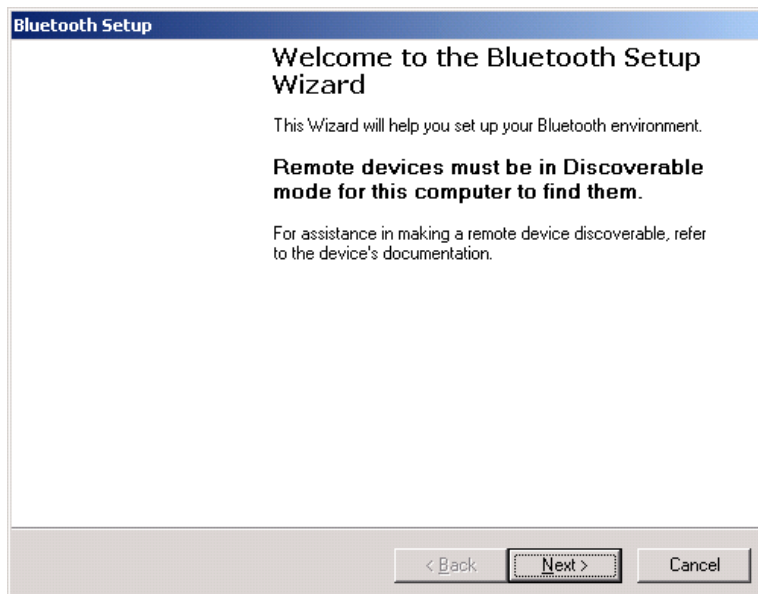 Bluetooth Setup
Welcome to the Bluetooth Setup
Wizard
This Wizard will help you set up your Bluetooth environment.
Remote devices must be in Discoverable
mode for this computer to find them.
For assistance in making a remote device discoverable, refer
to the device's documentation.
< Back Next > Cancel